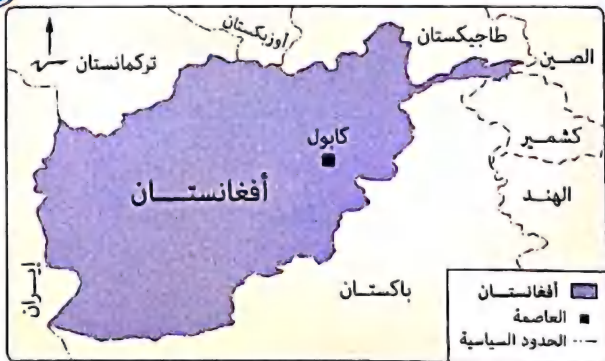 أوزبكستان
طاجيكستان
تركمانستان
الصين
كشمير
كابول
أفغانستان
الهند
باكستان
إيران
أفغانستان
العاصمة
الحدود السياسية